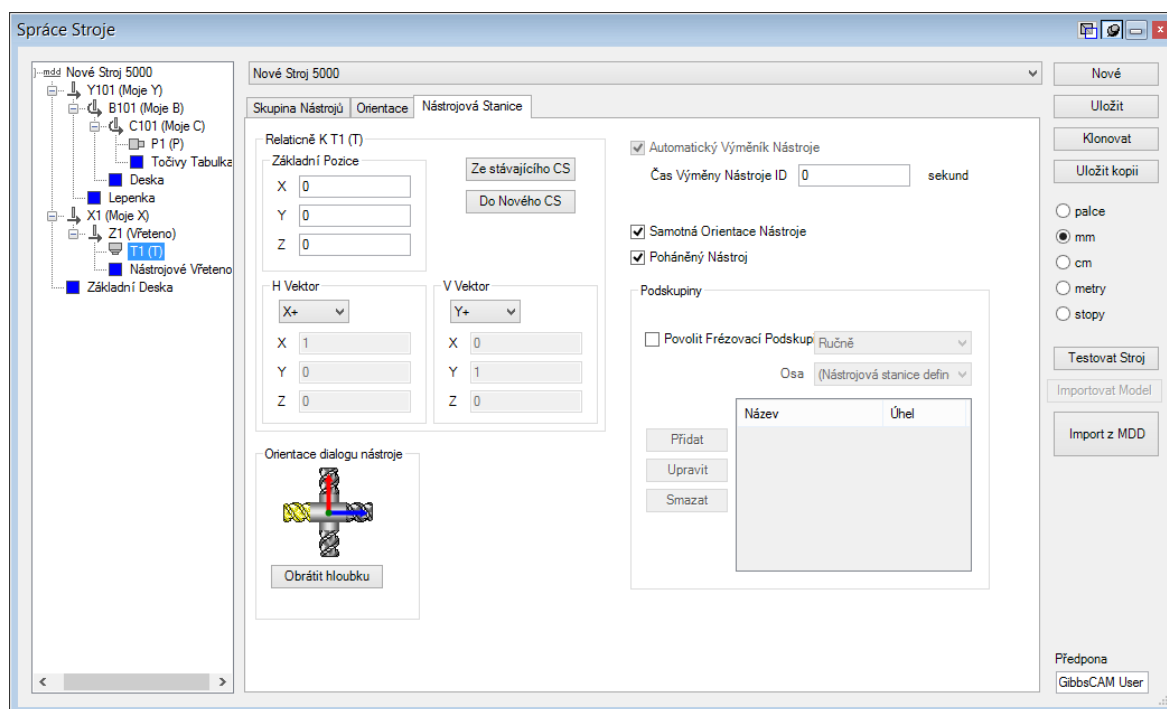 Spráce Stroje
mdd Nové Stroj 5000
Y101 (Moje Y)
B101 (Moje B)
C101 (Moje C)
P1 (P)
Točivy Tabulka
Deska
Lepenka
X1 (Moje X)
Z1 (Vřeteno)
T1 (T)
Nástrojové Vřeteno
Základní Deska
Nové Stroj 5000
Skupina Nástrojů Orientace Nástrojová Stanice
Relaticně K T1 (T)
Základní Pozice
X 0
Y 0
Z 0
Ze stávajícího CS
Do Nového CS
H Vektor
X+
X 1
Y 0
Z 0
V Vektor
Y+
X 0
Y 1
Z 0
Orientace dialogu nástroje
Obrátit hloubku
Automatický Výměník Nástroje
Čas Výměny Nástroje ID 0 sekund
Samotná Orientace Nástroje
Poháněný Nástroj
Podskupiny
Povolit Frézovací Podskup Ručně
Osa (Nástrojová stanice defin
Název Úhel
Přidat
Upravit
Smazat
Nové
Uložit
Klonovat
Uložit kopii
palce
mm
cm
metry
stopy
Testovat Stroj
Importovat Model
Import z MDD
Předpona
GibbsCAM User